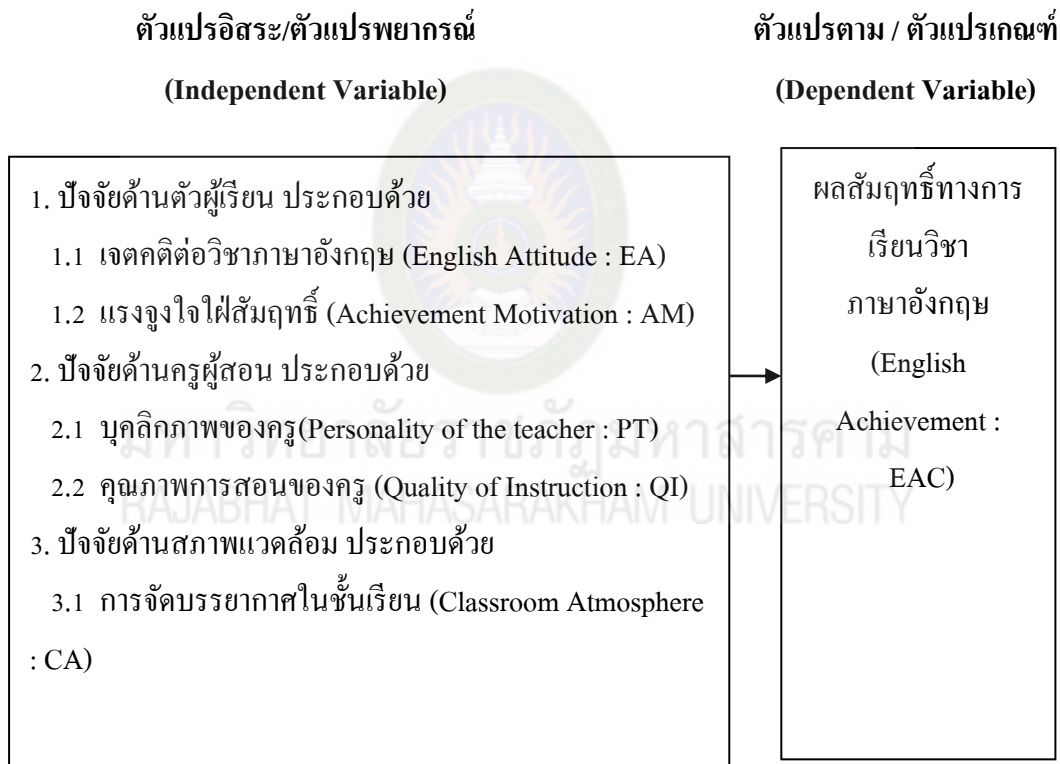 ตัวแปรอิสระ/ตัวแปรพยากรณ์
(Independent Variable)
ตัวแปรตาม / ตัวแปรเกณฑ์
(Dependent Variable)
1. ปัจจัยด้านตัวผู้เรียน ประกอบด้วย
1.1 เจตคติต่อวิชาภาษาอังกฤษ (English Attitude : EA)
1.2 แรงจูงใจใฝ่สัมฤทธิ์ (Achievement Motivation : AM)
2. ปัจจัยด้านครูผู้สอน ประกอบด้วย
2.1 บุคลิกภาพของครู(Personality of the teacher : PT)
2.2 คุณภาพการสอนของครู (Quality of Instruction : QI)
3. ปัจจัยด้านสภาพแวดล้อม ประกอบด้วย
3.1 การจัดบรรยากาศในชั้นเรียน (Classroom Atmosphere
: CA)
ผลสัมฤทธิ์ทางการ
เรียนวิชา
ภาษาอังกฤษ
(English
Achievement :
EAC)
มหาวิทยาลัยราชภัฏมหาสารคาม
RAJABHAT MAHASARAKHAM UNIVERSITY